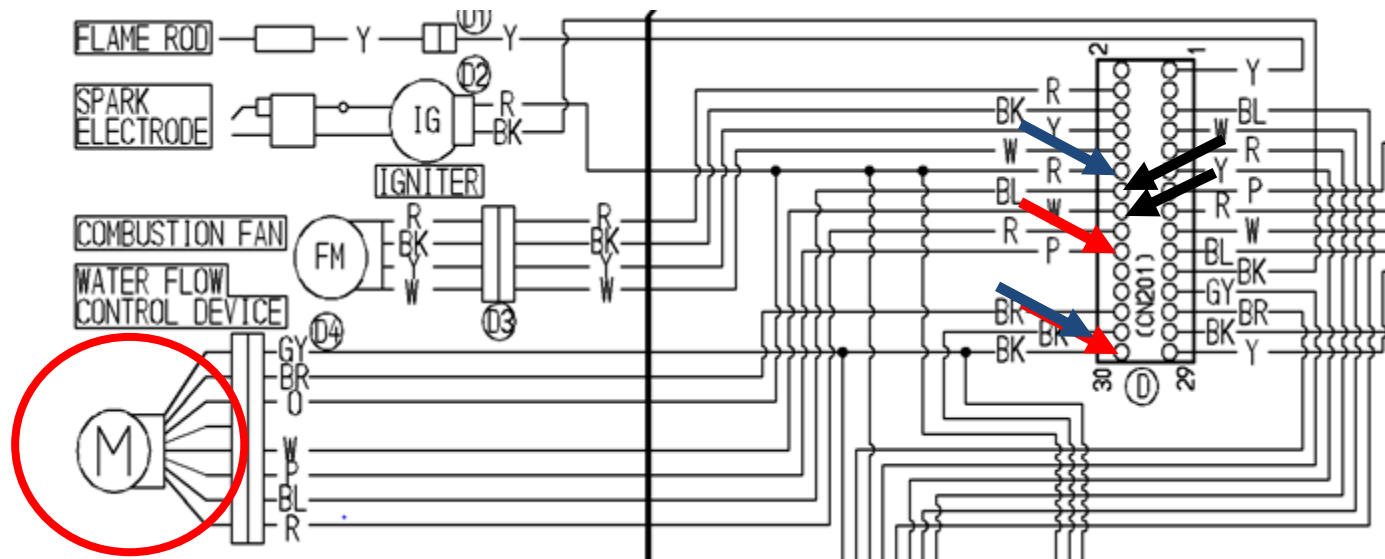 FLAME ROD
Y
D1
Y
SPARK
ELECTRODE
IG
D2
R
BK
IGNITER
COMBUSTION FAN
FM
R
BK
Y
W
D3
R
BK
Y
W
WATER FLOW
CONTROL DEVICE
D4
M
GY
BR
O
W
P
BL
R
2
1
R
BK
Y
W
R
BL
W
R
P
BR
BK
BK
(CN201)
30
29
D
Y
BL
W
R
Y
P
R
W
BL
BK
GY
BR
BK
Y